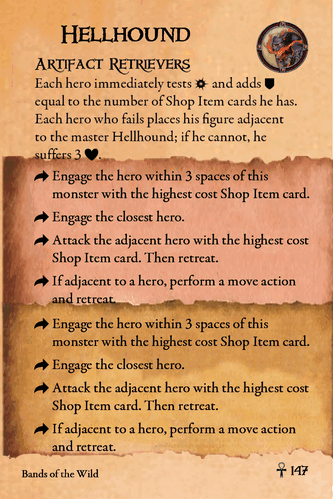 Hellhound
Artifact Retrievers
Each hero immediately tests and adds
equal to the number of Shop Item cards he has.
Each hero who fails places his figure adjacent
to the master Hellhound; if he cannot, he
suffers 3 .
Engage the hero within 3 spaces of this
monster with the highest cost Shop Item card.
Engage the closest hero.
Attack the adjacent hero with the highest cost
Shop Item card. Then retreat.
If adjacent to a hero, perform a move action
and retreat.
Engage the hero within 3 spaces of this
monster with the highest cost Shop Item card.
Engage the closest hero.
Attack the adjacent hero with the highest cost
Shop Item card. Then retreat.
If adjacent to a hero, perform a move action
and retreat.
Bands of the Wild
147